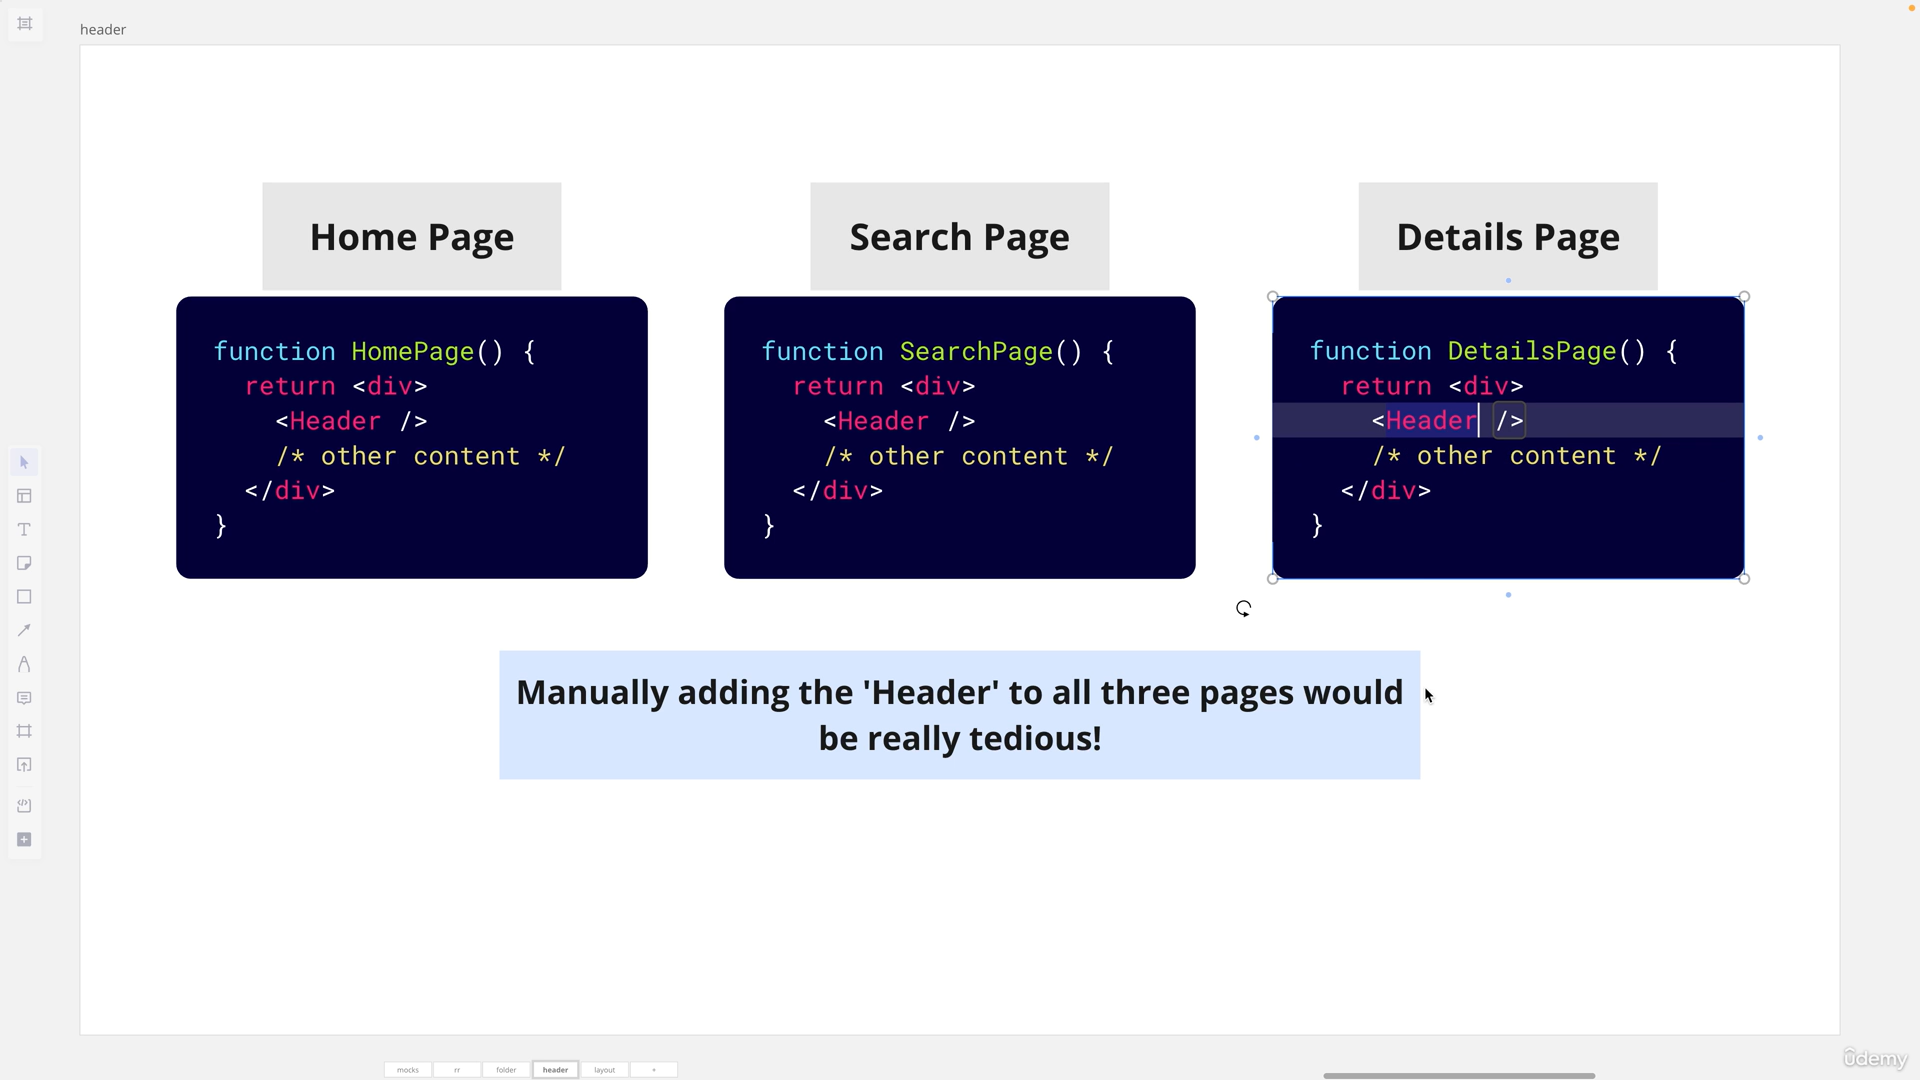 header
Home Page
Search Page
Details Page
function HomePage() {
  return <div>
    <Header />
    /* other content */
  </div>
}
function SearchPage() {
  return <div>
    <Header />
    /* other content */
  </div>
}
function DetailsPage() {
  return <div>
    <Header />
    /* other content */
  </div>
}
Manually adding the 'Header' to all three pages would
be really tedious!
mocks
rr
folder
header
layout
+
ûdemy